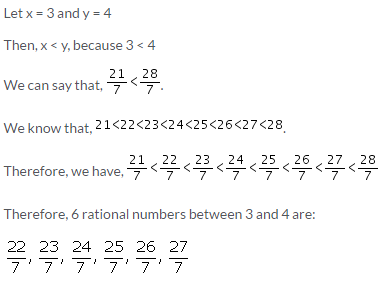 Let x = 3 and y = 4
Then, x < y, because 3 < 4
We can say that, 21/7 < 28/7.
We know that, 21<22<23<24<25<26<27<28.
Therefore, we have, 21/7 < 22/7 < 23/7 < 24/7 < 25/7 < 26/7 < 27/7 < 28/7
Therefore, 6 rational numbers between 3 and 4 are:
22/7, 23/7, 24/7, 25/7, 26/7, 27/7